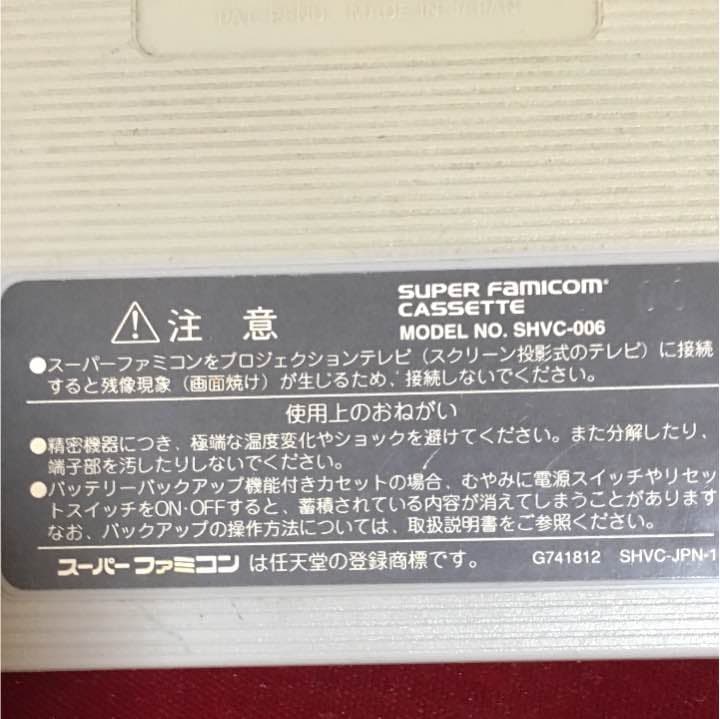 PAT. PEND. MADE IN JAPAN
⚠注 意
SUPER FAMICOM®
CASSETTE
MODEL NO. SHVC-006
●スーパーファミコンをプロジェクションテレビ（スクリーン投影式のテレビ）に接続
すると残像現象（画面焼け）が生じるため、接続しないでください。
使用上のおねがい
●精密機器につき、極端な温度変化やショックを避けてください。また分解したり、
端子部を汚したりしないでください。
●バッテリーバックアップ機能付きカセットの場合、むやみに電源スイッチやリセッ
トスイッチをON・OFFすると、蓄積されている内容が消えてしまうことがあります
なお、バックアップの操作方法については、取扱説明書をご参照ください。
スーパーファミコン は任天堂の登録商標です。
G741812 SHVC-JPN-1